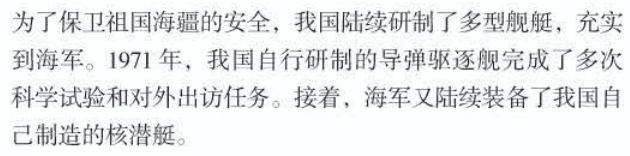 为了保卫祖国海疆的安全，我国陆续研制了多型舰艇，充实
到海军。1971 年，我国自行研制的导弹驱逐舰完成了多次
科学试验和对外出访任务。接着，海军又陆续装备了我国自
己制造的核潜艇。